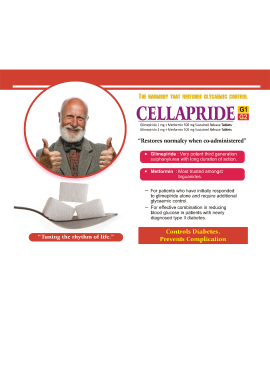 The harmony that restores glycaemic control.
CELLAPRIDE G1
G2
Glimepiride 1 mg + Metformin 500 mg Sustained Release Tablets
Glimepiride 2 mg + Metformin 500 mg Sustained Release Tablets
"Restores normalcy when co-administered"
Glimepiride : Very potent third generation
sulphonylurea with long duration of action.
Metformin : Most trusted amongst
biguanides.
– For patients who have initially responded
to glimepiride alone and require additional
glycaemic control.
– For effective combination in reducing
blood glucose in patients with newly
diagnosed type II diabetes.
"Tuning the rhythm of life."
Controls Diabetes.
Prevents Complication